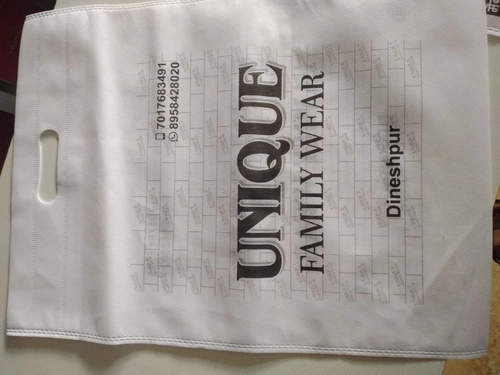 7017683491
8958428020
UNIQUE
FAMILY WEAR
Dineshpur